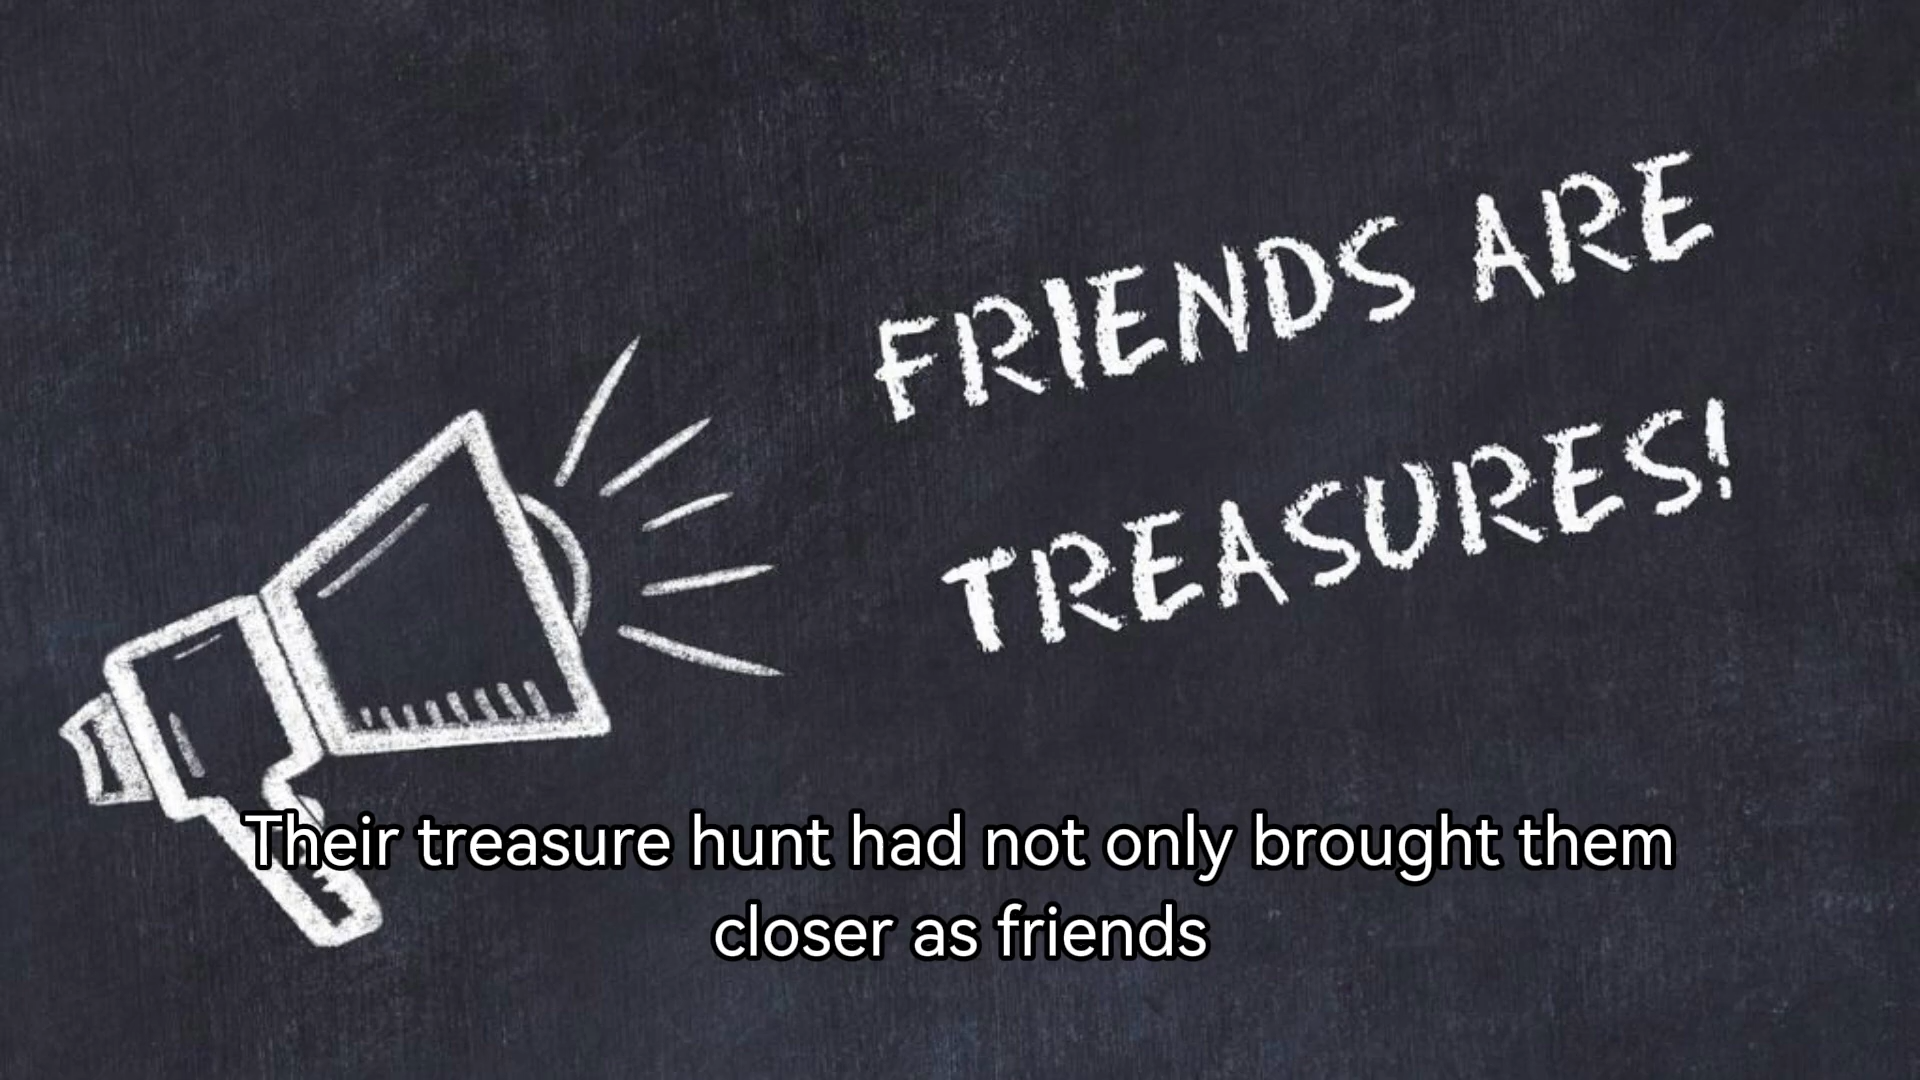 FRIENDS ARE
TREASURES!
Their treasure hunt had not only brought them
closer as friends